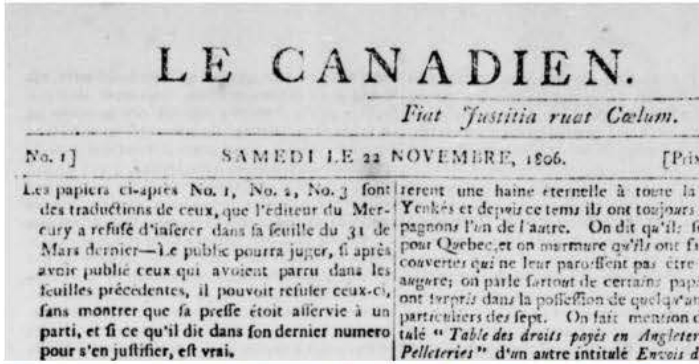 LE CANADIEN.
Fiat Justitia ruat Cœlum.
No. 1] SAMEDI LE 22 NOVEMBRE, 1806. [Prix
Les papiers ci-après No. 1, No. 2, No. 3 ſont
des traductions de ceux, que l'éditeur du Mer-
cury a refuſé d'inſerer dans ſa feuille du 31 de
Mars dernier—Le public pourra juger, ſi après
avoir publié ceux qui avoient parru dans les
feuilles précédentes, il pouvoit refuſer ceux-ci,
ſans montrer que ſa preſſe étoit aſſervie à un
parti, et ſi ce qu'il dit dans ſon dernier numero
pour s'en juſtifier, eſt vrai.
rerent une haine éternelle à toute la
Yenkés et depuis ce tems ils ont toujours
pagnons l'un de l'autre. On dit qu'ils
pour Quebec, et on murmure qu'ils ont
couvertes qui ne leur paroiſſent pas être
augure; on parle ſurtout de certains
ont ſurpris dans la poſſeſſion de
particuliers des ſept. On fait mention
tulé " Table des droits payés en
Pelleteries" d'un autre intitulé Envois